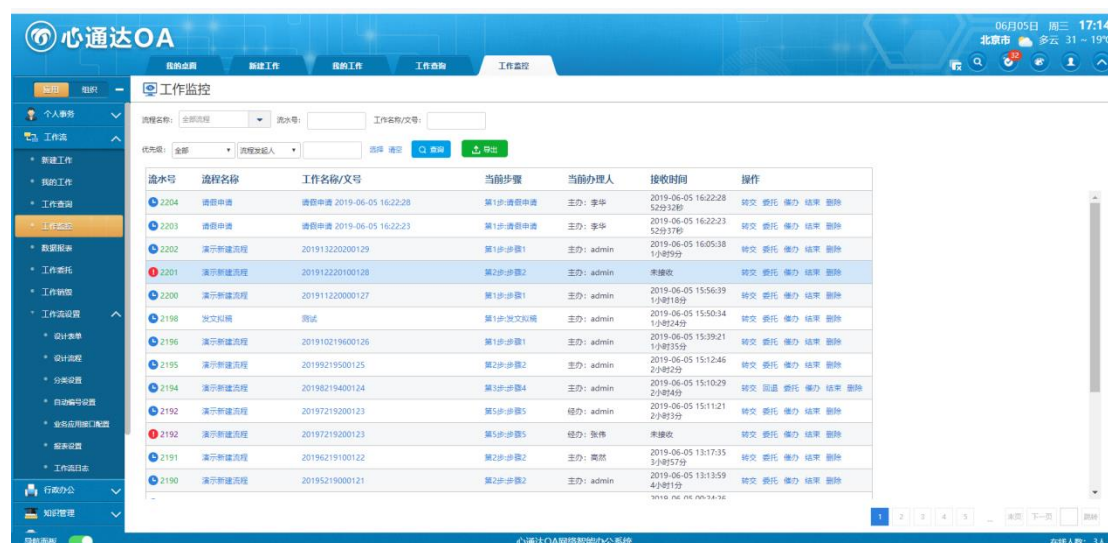 心通达OA
06月05日 周三 17:14
北京市 多云 31 ~ 19℃
我的桌面 新建工作 我的工作 工作查询 工作监控
32
应用 组织
工作监控
个人事务
工作流
新建工作
我的工作
工作查询
工作监控
数据报表
工作委托
工作销毁
工作流设置
设计表单
设计流程
分类设置
自动编号设置
业务应用接口配置
报表设置
工作流日志
行政办公
知识管理
流程名称: 全部流程 流水号: 工作名称/文号:
优先级: 全部 流程发起人 选择 清空 查询 导出
流水号 流程名称 工作名称/文号 当前步骤 当前办理人 接收时间 操作
2204 请假申请 请假申请 2019-06-05 16:22:28 第1步:请假申请 主办: 李华 2019-06-05 16:22:28 转交 委托 催办 结束 删除
52分32秒
2203 请假申请 请假申请 2019-06-05 16:22:23 第1步:请假申请 主办: 李华 2019-06-05 16:22:23 转交 委托 催办 结束 删除
52分37秒
2202 演示新建流程 201913220200129 第1步:步骤1 主办: admin 2019-06-05 16:05:38 转交 委托 催办 结束 删除
1小时9分
2201 演示新建流程 201912220100128 第2步:步骤2 主办: admin 未接收 转交 委托 催办 结束 删除
2200 演示新建流程 201911220000127 第1步:步骤1 主办: admin 2019-06-05 15:56:39 转交 委托 催办 结束 删除
1小时18分
2198 发文拟稿 测试 第1步:发文拟稿 主办: admin 2019-06-05 15:50:34 转交 委托 催办 结束 删除
1小时24分
2196 演示新建流程 201910219600126 第1步:步骤1 主办: admin 2019-06-05 15:39:21 转交 委托 催办 结束 删除
1小时35分
2195 演示新建流程 20199219500125 第2步:步骤2 主办: admin 2019-06-05 15:12:46 转交 委托 催办 结束 删除
2小时2分
2194 演示新建流程 20198219400124 第3步:步骤4 主办: admin 2019-06-05 15:10:29 转交 回退 委托 催办 结束 删除
2小时4分
2192 演示新建流程 20197219200123 第5步:步骤5 经办: admin 2019-06-05 15:11:21 转交 委托 催办 结束 删除
2小时3分
2192 演示新建流程 20197219200123 第5步:步骤5 经办: 张伟 未接收 转交 委托 催办 结束 删除
2191 演示新建流程 20196219100122 第2步:步骤2 主办: 高然 2019-06-05 13:17:35 转交 委托 催办 结束 删除
3小时57分
2190 演示新建流程 20195219000121 第2步:步骤2 主办: admin 2019-06-05 13:13:59 转交 委托 催办 结束 删除
4小时1分
1 2 3 4 5 ... 末页 下一页 跳转
导航面板 心通达OA网络智能办公系统 在线人数: 3人